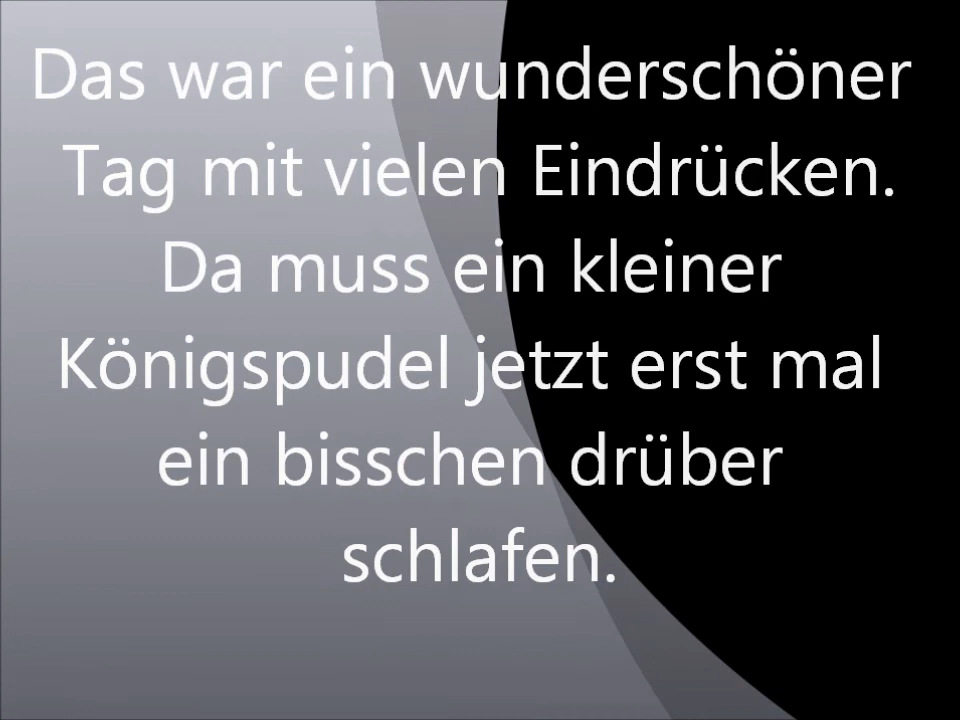 Das war ein wunderschöner
Tag mit vielen Eindrücken.
Da muss ein kleiner
Königspudel jetzt erst mal
ein bisschen drüber
schlafen.